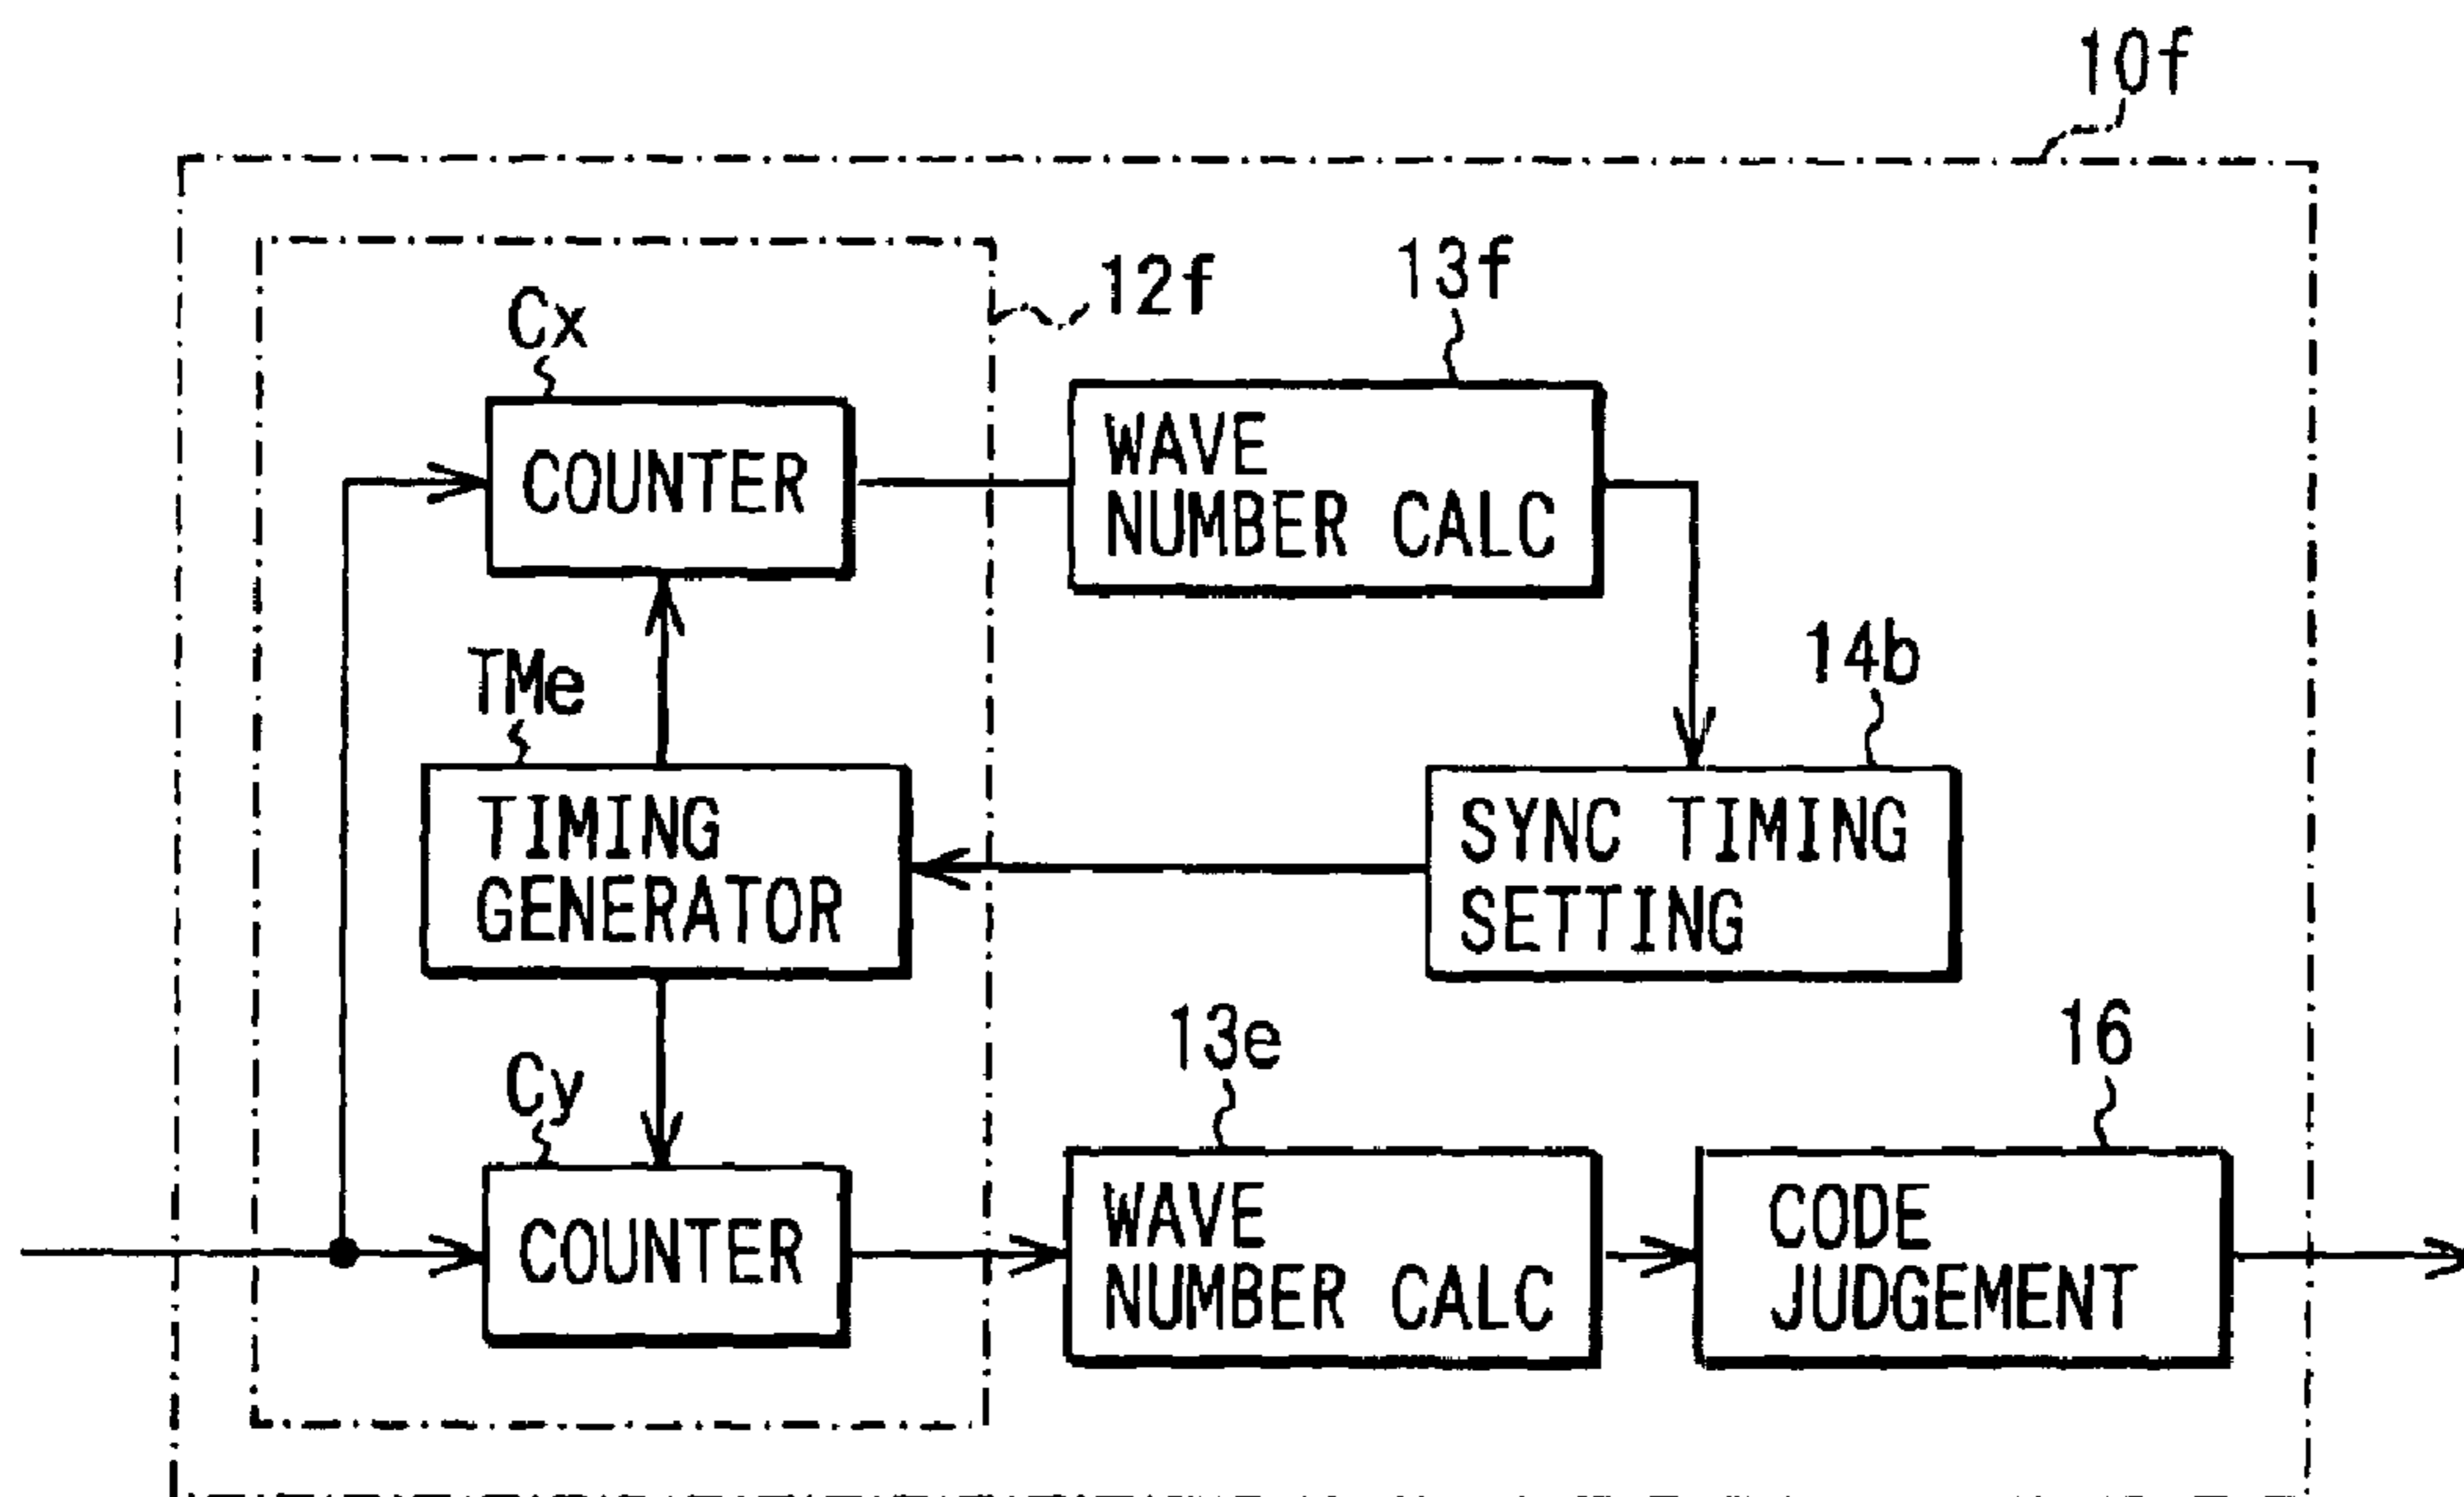 10f
12f
13f
Cx
COUNTER
WAVE
NUMBER CALC
TMe
14b
TIMING
GENERATOR
SYNC TIMING
SETTING
Cy
13e
16
COUNTER
WAVE
NUMBER CALC
CODE
JUDGEMENT